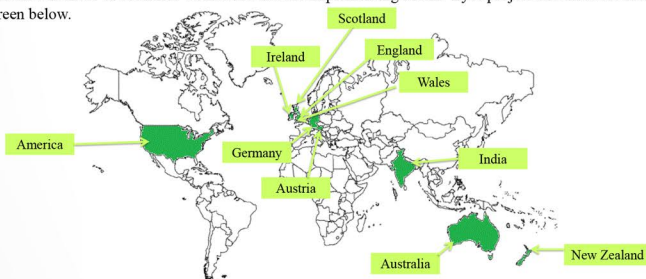 reen below.
Scotland
Ireland
England
Wales
America
Germany
India
Austria
Australia
New Zealand